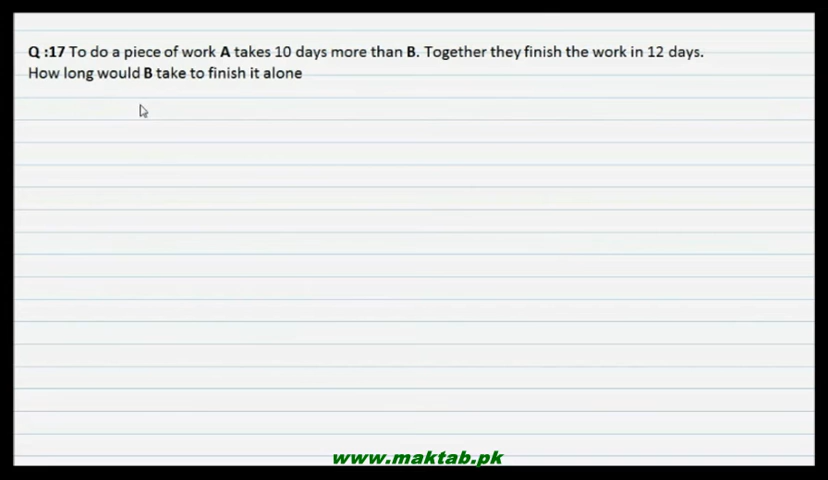 Q :17 To do a piece of work A takes 10 days more than B. Together they finish the work in 12 days.
How long would B take to finish it alone
www.maktab.pk